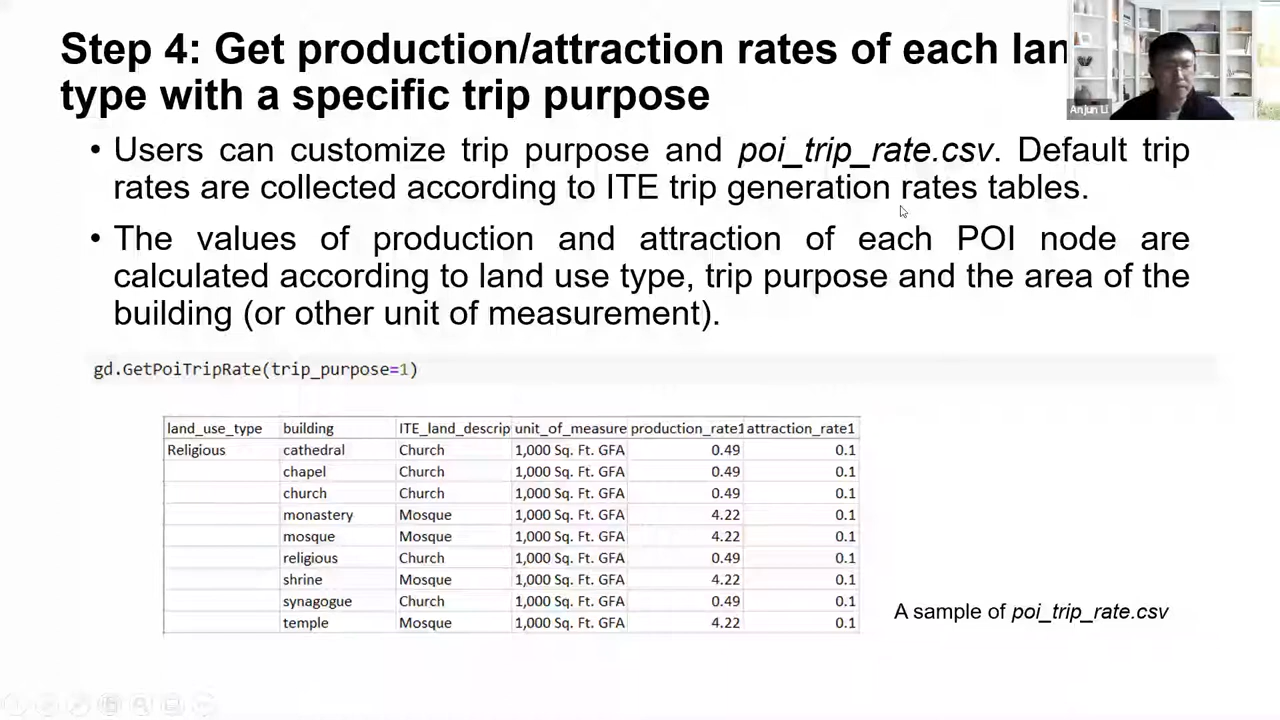 Step 4: Get production/attraction rates of each lan
type with a specific trip purpose
Anjun Li
• Users can customize trip purpose and poi_trip_rate.csv. Default trip
rates are collected according to ITE trip generation rates tables.
• The values of production and attraction of each POI node are
calculated according to land use type, trip purpose and the area of the
building (or other unit of measurement).
gd.GetPoiTripRate(trip_purpose=1)
land_use_type building ITE_land_descrip unit_of_measure production_rate1 attraction_rate1
Religious cathedral Church 1,000 Sq. Ft. GFA 0.49 0.1
chapel Church 1,000 Sq. Ft. GFA 0.49 0.1
church Church 1,000 Sq. Ft. GFA 0.49 0.1
monastery Mosque 1,000 Sq. Ft. GFA 4.22 0.1
mosque Mosque 1,000 Sq. Ft. GFA 4.22 0.1
religious Church 1,000 Sq. Ft. GFA 0.49 0.1
shrine Mosque 1,000 Sq. Ft. GFA 4.22 0.1
synagogue Church 1,000 Sq. Ft. GFA 0.49 0.1
temple Mosque 1,000 Sq. Ft. GFA 4.22 0.1
A sample of poi_trip_rate.csv